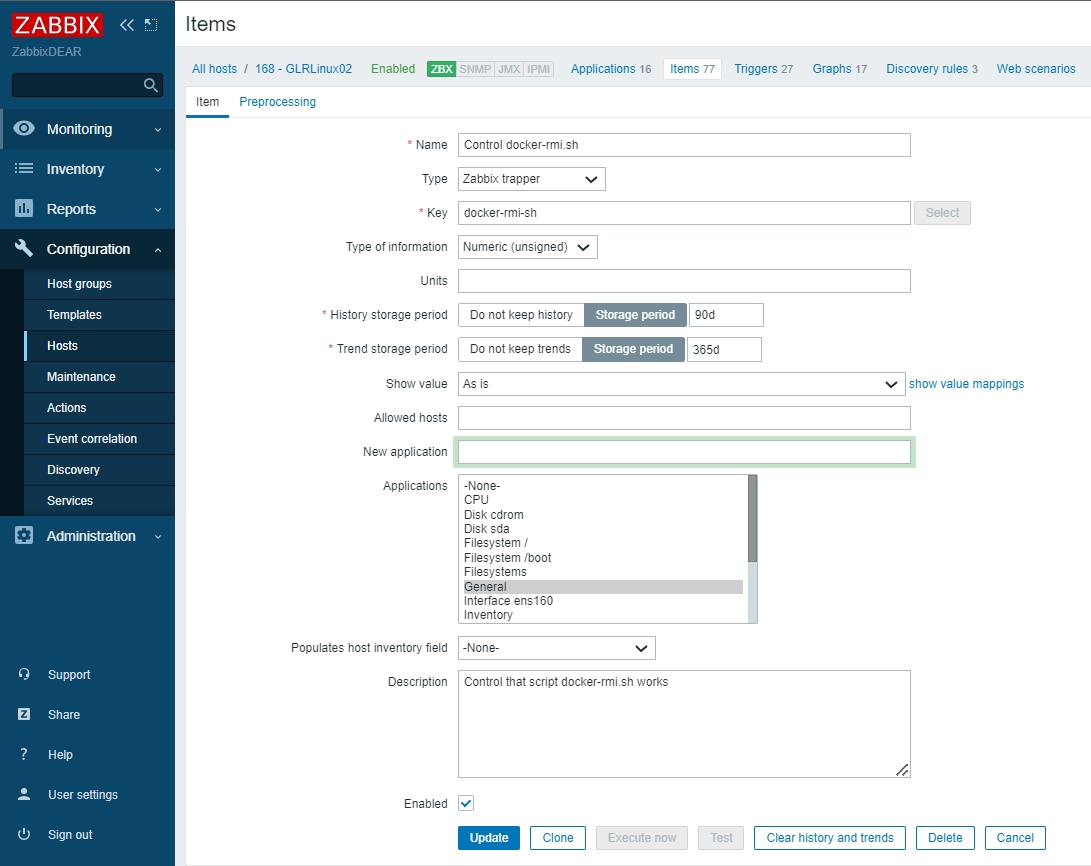 ZABBIX
ZabbixDEAR
Monitoring
Inventory
Reports
Configuration
Host groups
Templates
Hosts
Maintenance
Actions
Event correlation
Discovery
Services
Administration
Support
Z Share
? Help
User settings
Sign out
Items
All hosts / 168 - GLRLinux02 Enabled ZBX SNMP JMX IPMI Applications 16 Items 77 Triggers 27 Graphs 17 Discovery rules 3 Web scenarios
Item Preprocessing
* Name Control docker-rmi.sh
Type Zabbix trapper
* Key docker-rmi-sh Select
Type of information Numeric (unsigned)
Units
* History storage period Do not keep history Storage period 90d
* Trend storage period Do not keep trends Storage period 365d
Show value As is show value mappings
Allowed hosts
New application
Applications -None-
CPU
Disk cdrom
Disk sda
Filesystem /
Filesystem /boot
Filesystems
General
Interface ens160
Inventory
Populates host inventory field -None-
Description Control that script docker-rmi.sh works
Enabled
Update Clone Execute now Test Clear history and trends Delete Cancel